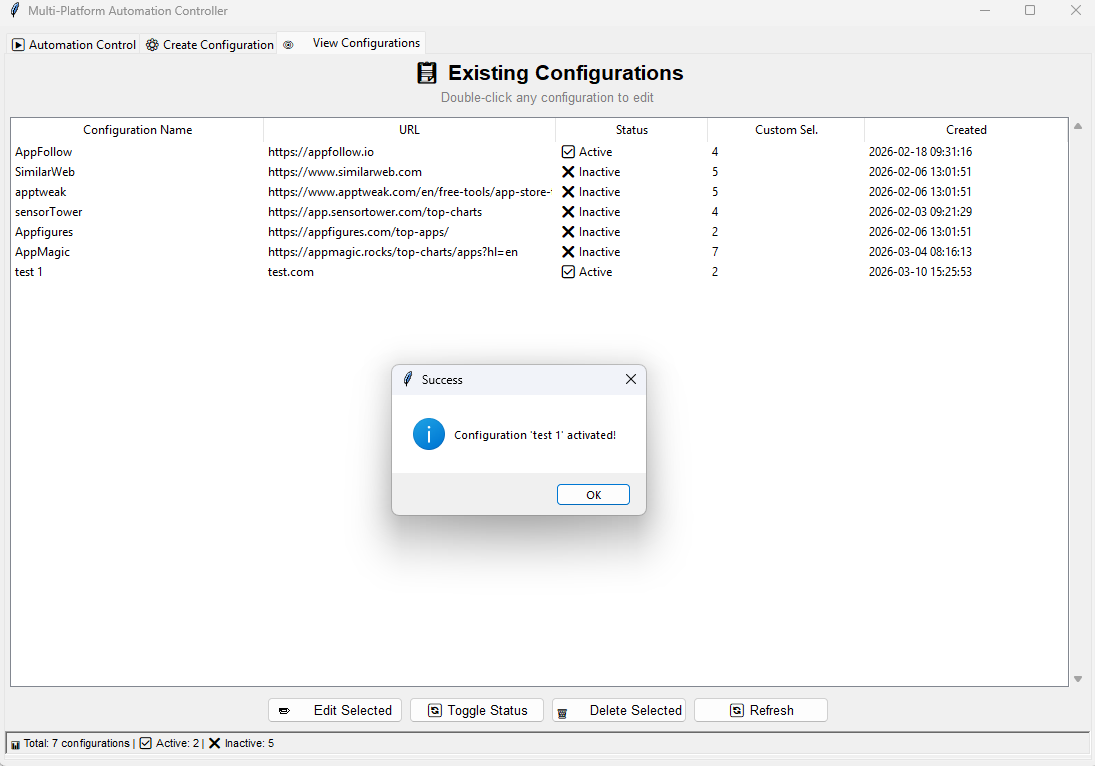 Multi-Platform Automation Controller
Automation Control Create Configuration View Configurations
Existing Configurations
Double-click any configuration to edit
Configuration Name URL Status Custom Sel. Created
AppFollow https://appfollow.io Active 4 2026-02-18 09:31:16
SimilarWeb https://www.similarweb.com Inactive 5 2026-02-06 13:01:51
apptweak https://www.apptweak.com/en/free-tools/app-store- Inactive 5 2026-02-06 13:01:51
sensorTower https://app.sensortower.com/top-charts Inactive 4 2026-02-03 09:21:29
Appfigures https://appfigures.com/top-apps/ Inactive 2 2026-02-06 13:01:51
AppMagic https://appmagic.rocks/top-charts/apps?hl=en Inactive 7 2026-03-04 08:16:13
test 1 test.com Active 2 2026-03-10 15:25:53
Success
Configuration 'test 1' activated!
OK
Edit Selected Toggle Status Delete Selected Refresh
Total: 7 configurations | Active: 2 | Inactive: 5